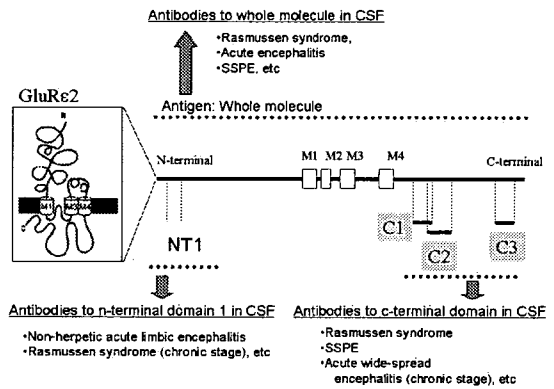 Antibodies to whole molecule in CSF
•Rasmussen syndrome,
•Acute encephalitis
•SSPE, etc
GluRε2
Antigen: Whole molecule
N-terminal
M1 M2 M3 M4
C-terminal
M1 M3 M4
NT1
C1
C2
C3
Antibodies to n-terminal domain 1 in CSF
•Non-herpetic acute limbic encephalitis
•Rasmussen syndrome (chronic stage), etc
Antibodies to c-terminal domain in CSF
•Rasmussen syndrome
•SSPE
•Acute wide-spread
encephalitis (chronic stage), etc